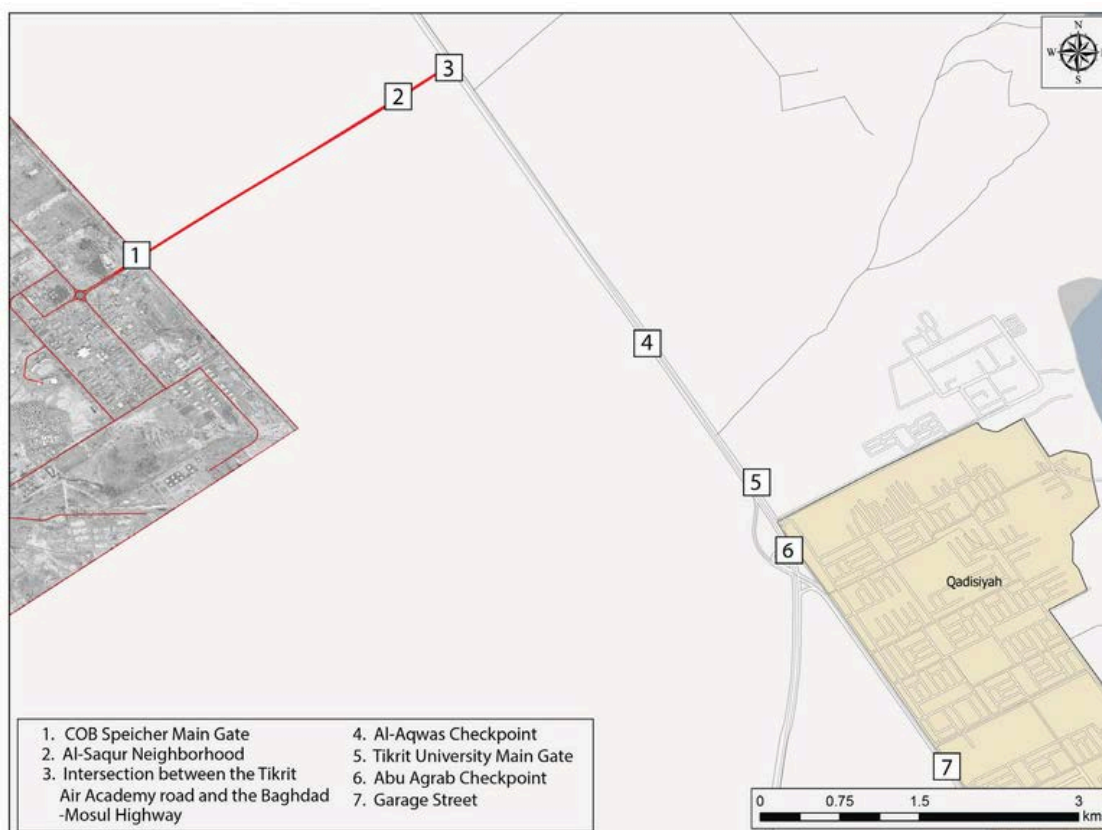 N
W
S
3
2
1
4
5
6
Qadisiyah
7
1. COB Speicher Main Gate
2. Al-Saqur Neighborhood
3. Intersection between the Tikrit
Air Academy road and the Baghdad
-Mosul Highway
4. Al-Aqwas Checkpoint
5. Tikrit University Main Gate
6. Abu Agrab Checkpoint
7. Garage Street
0 0.75 1.5 3
km